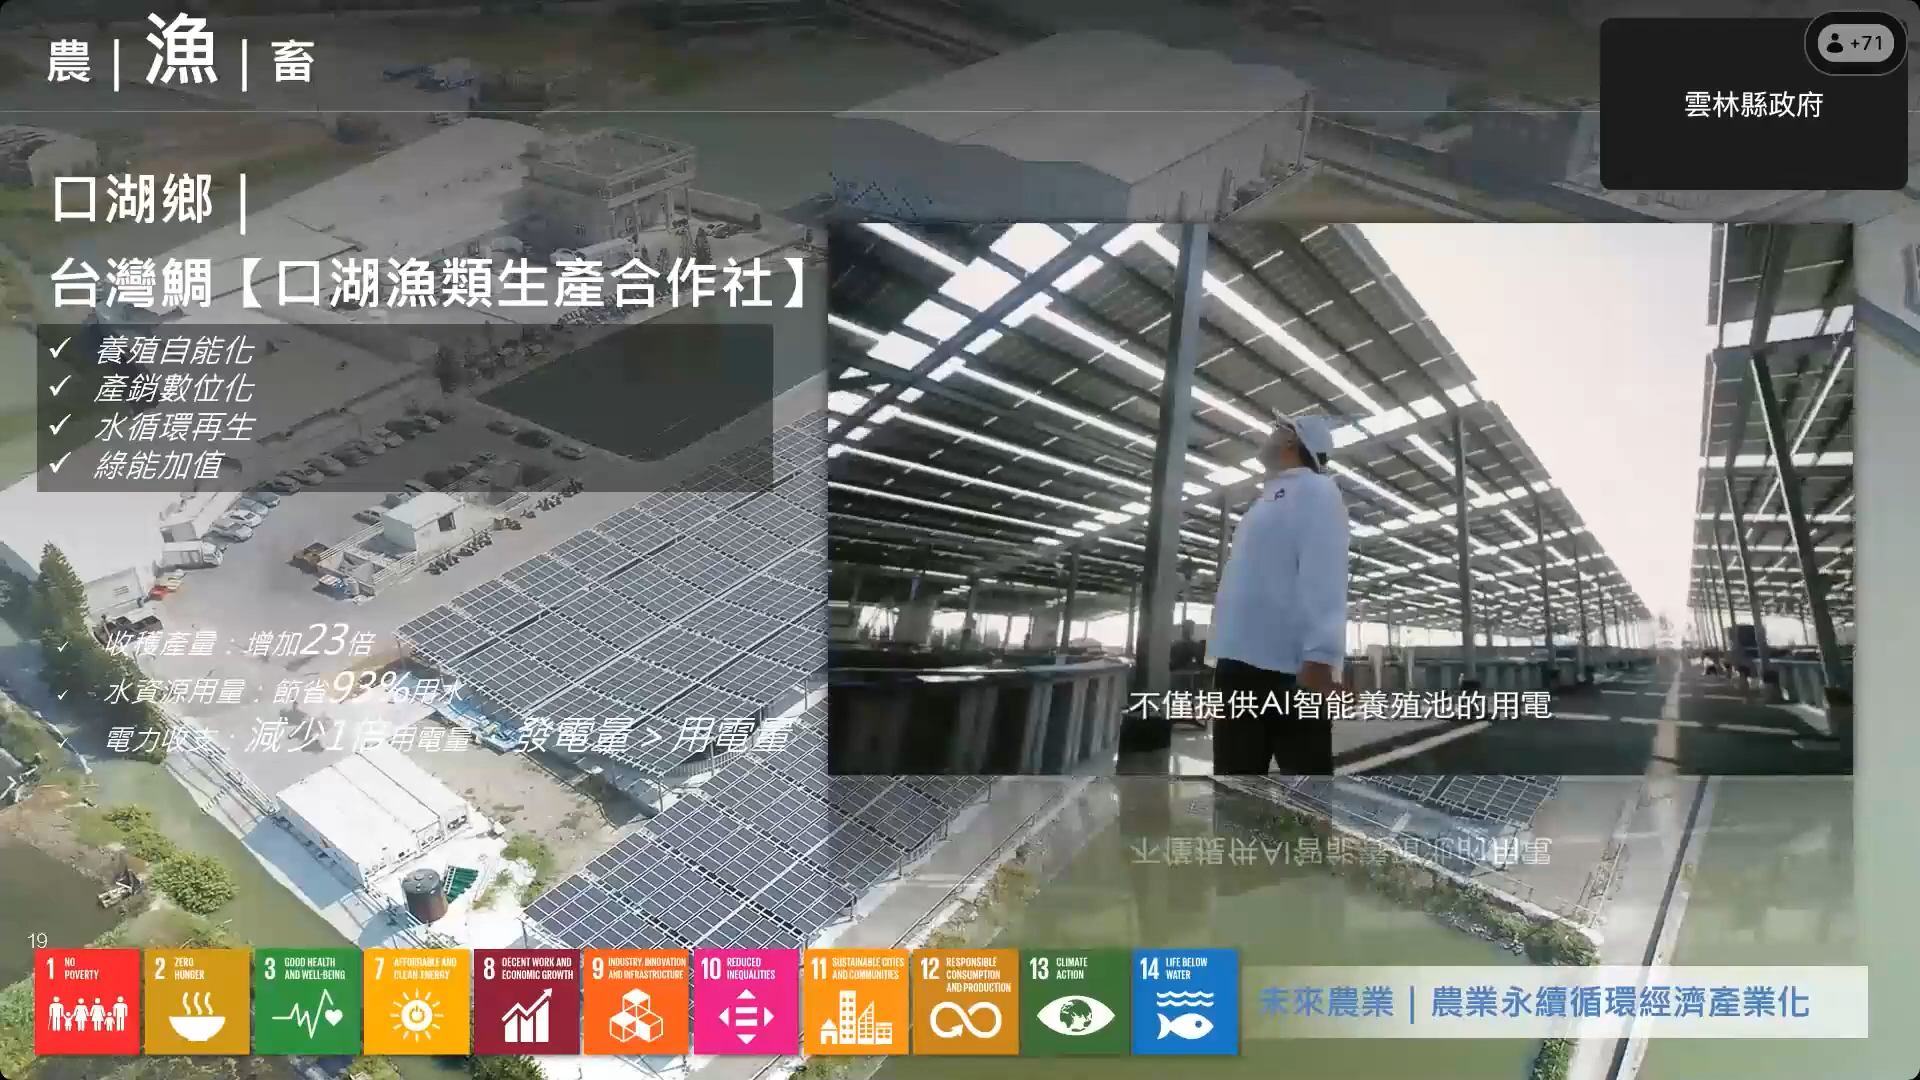 農｜漁｜畜
+71
雲林縣政府
口湖鄉｜
台灣鯛【口湖漁類生產合作社】
✓ 養殖自能化
✓ 產銷數位化
✓ 水循環再生
✓ 綠能加值
✓ 收穫產量：增加23倍
✓ 水資源用量：節省93%用水
✓ 電力收支：減少1倍用電量，發電量 > 用電量
不僅提供AI智能養殖池的用電
19
1 NO POVERTY
2 ZERO HUNGER
3 GOOD HEALTH AND WELL-BEING
7 AFFORDABLE AND CLEAN ENERGY
8 DECENT WORK AND ECONOMIC GROWTH
9 INDUSTRY, INNOVATION AND INFRASTRUCTURE
10 REDUCED INEQUALITIES
11 SUSTAINABLE CITIES AND COMMUNITIES
12 RESPONSIBLE CONSUMPTION AND PRODUCTION
13 CLIMATE ACTION
14 LIFE BELOW WATER
未來農業｜農業永續循環經濟產業化